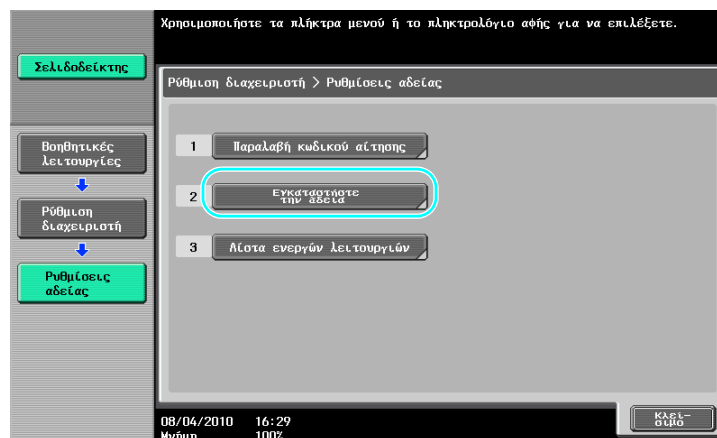 Χρησιμοποιήστε τα πλήκτρα μενού ή το πληκτρολόγιο αφής για να επιλέξετε.
Σελιδοδείκτης
Ρύθμιση διαχειριστή > Ρυθμίσεις αδείας
Βοηθητικές
λειτουργίες
Ρύθμιση
διαχειριστή
Ρυθμίσεις
αδείας
1 Παραλαβή κωδικού αίτησης
2 Εγκαταστήστε
την άδεια
3 Λίστα ενεργών λειτουργιών
Κλεί-
σιμο
08/04/2010 16:29
Μνήμη 100%